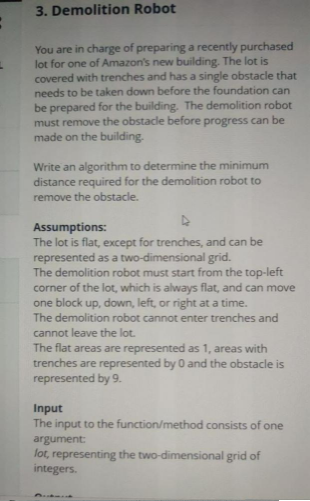 3. Demolition Robot
You are in charge of preparing a recently purchased
lot for one of Amazon's new building. The lot is
covered with trenches and has a single obstacle that
needs to be taken down before the foundation can
be prepared for the building. The demolition robot
must remove the obstacle before progress can be
made on the building.
Write an algorithm to determine the minimum
distance required for the demolition robot to
remove the obstacle.
Assumptions:
The lot is flat, except for trenches, and can be
represented as a two-dimensional grid.
The demolition robot must start from the top-left
corner of the lot, which is always flat, and can move
one block up, down, left, or right at a time.
The demolition robot cannot enter trenches and
cannot leave the lot.
The flat areas are represented as 1, areas with
trenches are represented by 0 and the obstacle is
represented by 9.
Input
The input to the function/method consists of one
argument:
lot, representing the two-dimensional grid of
integers.